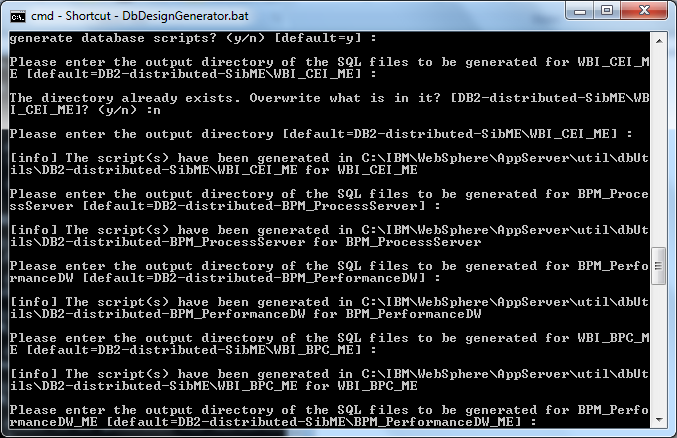 cmd - Shortcut - DbDesignGenerator.bat
generate database scripts? (y/n) [default=y] :
Please enter the output directory of the SQL files to be generated for WBI_CEI_M
E [default=DB2-distributed-SibME\WBI_CEI_ME] :
The directory already exists. Overwrite what is in it? [DB2-distributed-SibME\WB
I_CEI_ME]? (y/n) :n
Please enter the output directory [default=DB2-distributed-SibME\WBI_CEI_ME] :
[info] The script(s) have been generated in C:\IBM\WebSphere\AppServer\util\dbUt
ils\DB2-distributed-SibME\WBI_CEI_ME for WBI_CEI_ME
Please enter the output directory of the SQL files to be generated for BPM_Proce
ssServer [default=DB2-distributed-BPM_ProcessServer] :
[info] The script(s) have been generated in C:\IBM\WebSphere\AppServer\util\dbUt
ils\DB2-distributed-BPM_ProcessServer for BPM_ProcessServer
Please enter the output directory of the SQL files to be generated for BPM_Perfo
rmanceDW [default=DB2-distributed-BPM_PerformanceDW] :
[info] The script(s) have been generated in C:\IBM\WebSphere\AppServer\util\dbUt
ils\DB2-distributed-BPM_PerformanceDW for BPM_PerformanceDW
Please enter the output directory of the SQL files to be generated for WBI_BPC_M
E [default=DB2-distributed-SibME\WBI_BPC_ME] :
[info] The script(s) have been generated in C:\IBM\WebSphere\AppServer\util\dbUt
ils\DB2-distributed-SibME\WBI_BPC_ME for WBI_BPC_ME
Please enter the output directory of the SQL files to be generated for BPM_Perfo
rmanceDW_ME [default=DB2-distributed-SibME\BPM_PerformanceDW_ME] :